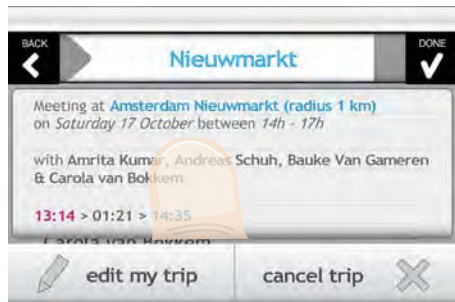 BACK
Nieuwmarkt
DONE
Meeting at Amsterdam Nieuwmarkt (radius 1 km)
on Saturday 17 October between 14h - 17h
with Amrita Kumar, Andreas Schuh, Bauke Van Gameren
& Carola van Bokkem
13:14 > 01:21 > 14:35
Carola van Bokkem
edit my trip
cancel trip